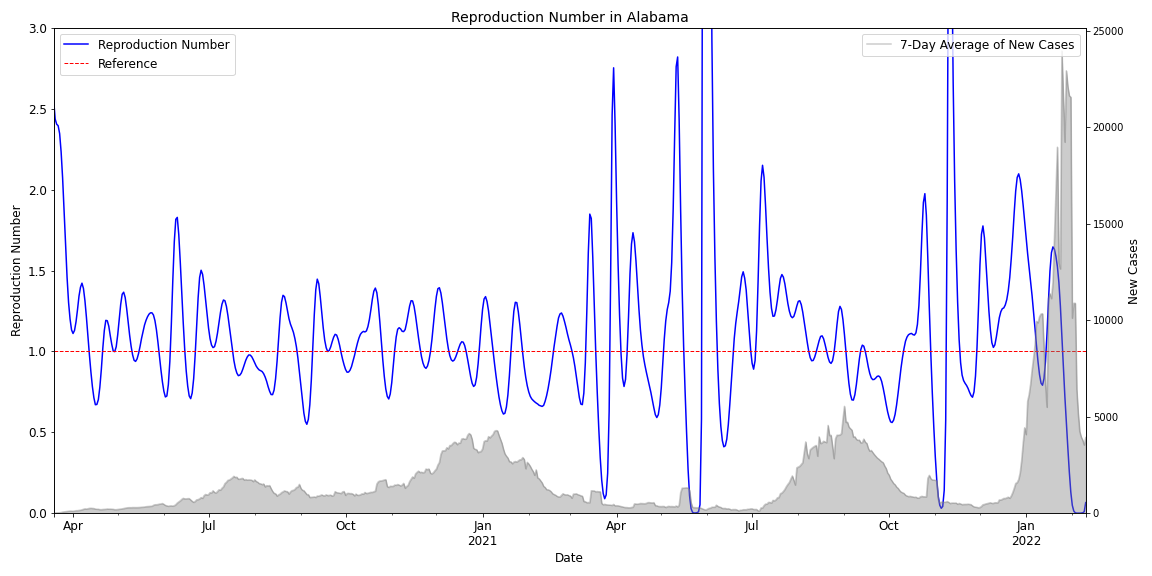 Reproduction Number in Alabama
Reproduction Number
Reference
7-Day Average of New Cases
3.0
2.5
2.0
1.5
1.0
0.5
0.0
Reproduction Number
25000
20000
15000
10000
5000
0
New Cases
Apr
Jul
Oct
Jan
2021
Apr
Jul
Oct
Jan
2022
Date